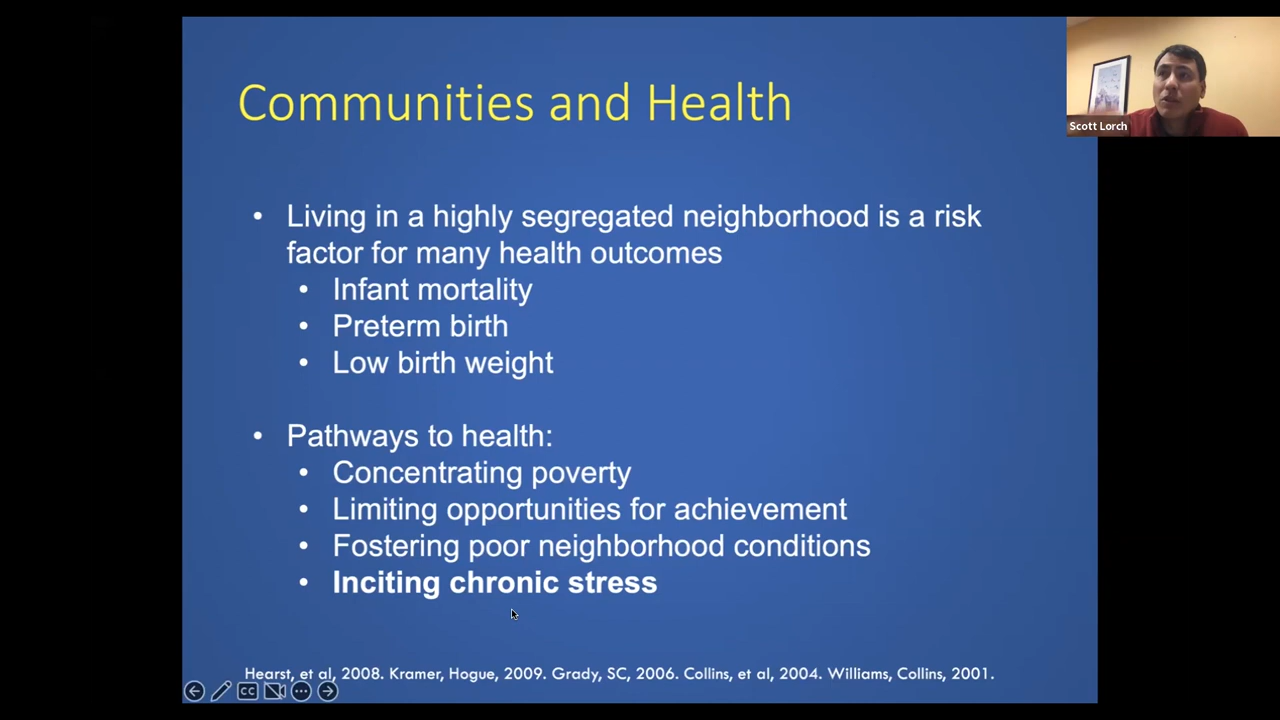 Communities and Health
Scott Lorch
• Living in a highly segregated neighborhood is a risk
factor for many health outcomes
• Infant mortality
• Preterm birth
• Low birth weight
• Pathways to health:
• Concentrating poverty
• Limiting opportunities for achievement
• Fostering poor neighborhood conditions
• Inciting chronic stress
Hearst, et al, 2008. Kramer, Hogue, 2009. Grady, SC, 2006. Collins, et al, 2004. Williams, Collins, 2001.
CC